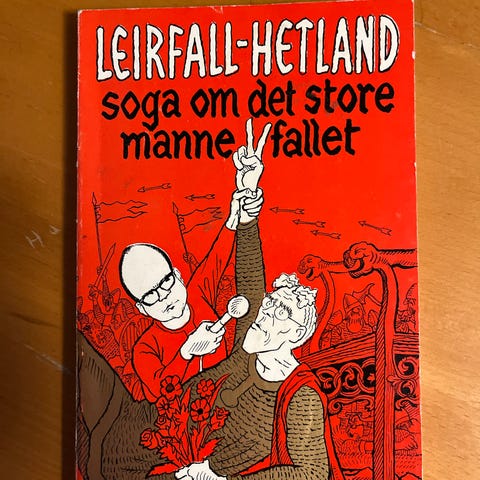 LEIRFALL-HETLAND
soga om det store
manne fallet